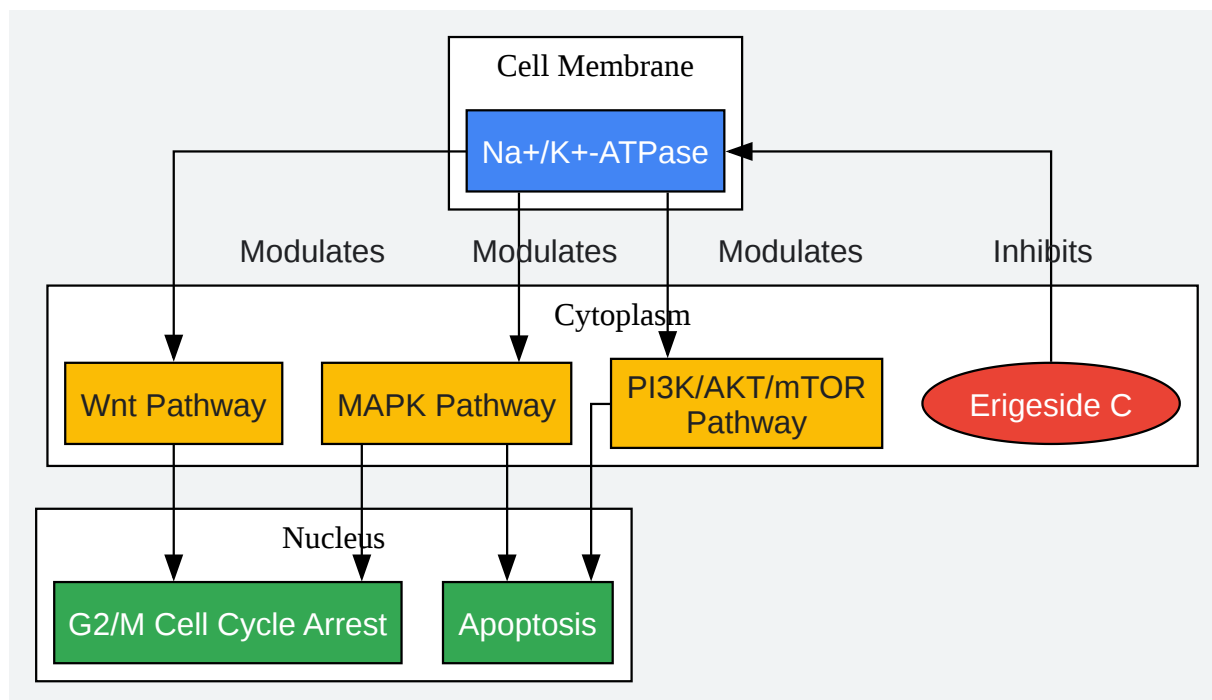 Cell Membrane
Na+/K+-ATPase
Modulates
Modulates
Modulates
Inhibits
Cytoplasm
Wnt Pathway
MAPK Pathway
PI3K/AKT/mTOR
Pathway
Erigeside C
Nucleus
G2/M Cell Cycle Arrest
Apoptosis